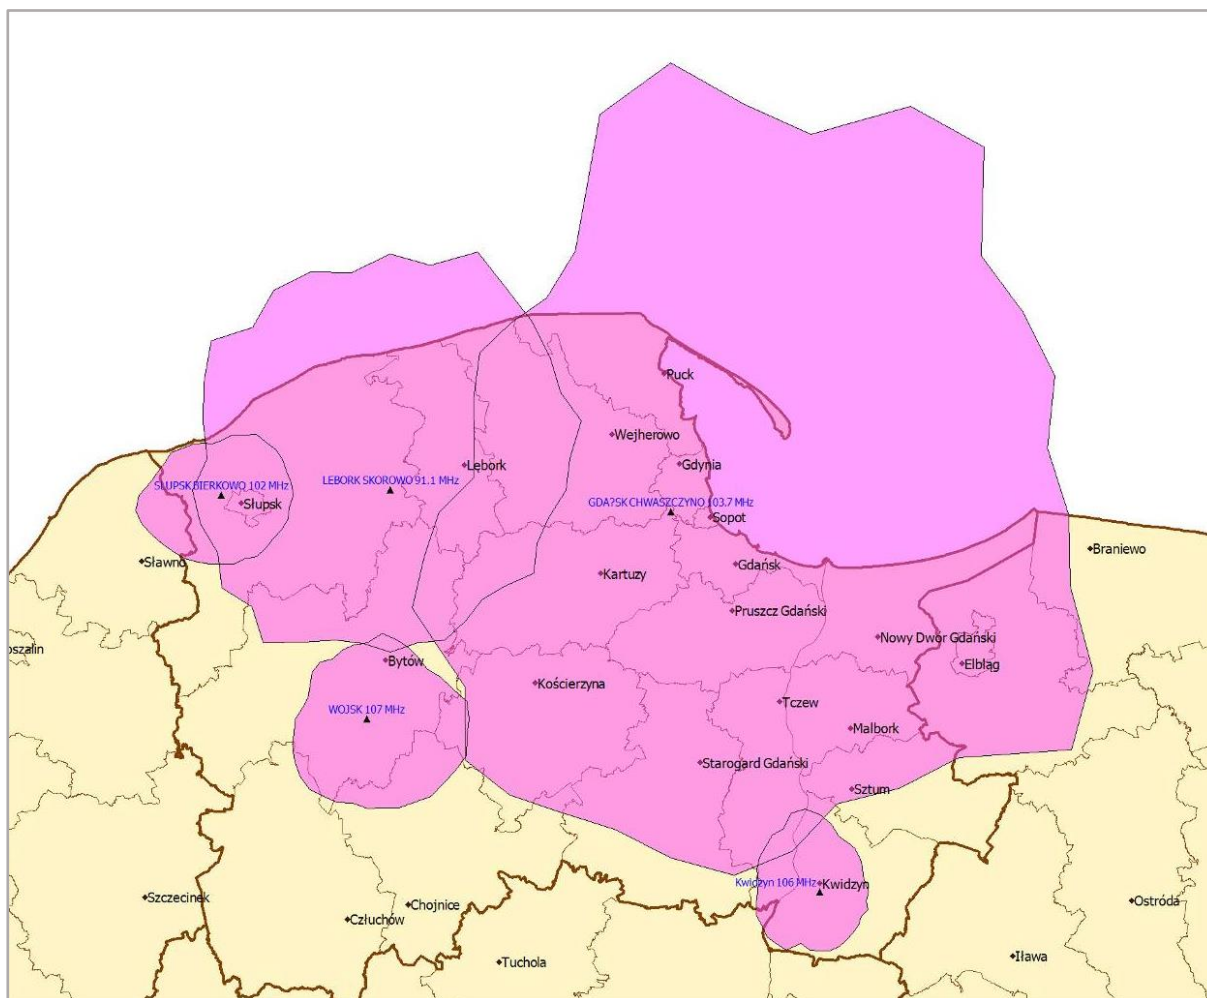 Puck
Wejherowo
Gdynia
Lębork
LEBORK SKOROWO 91.1 MHz
SŁUPSK BIERKOWO 102 MHz
Słupsk
GDA?SK CHWASZCZYNO 103.7 MHz
Sopot
Braniewo
Sławno
Gdańsk
Kartuzy
Pruszcz Gdański
Nowy Dwór Gdański
oszalin
Bytów
Elbląg
Kościerzyna
Tczew
WOJSK 107 MHz
Malbork
Starogard Gdański
Sztum
Kwidzyn 106 MHz
Kwidzyn
Szczecinek
Chojnice
Ostróda
Człuchów
Tuchola
Iława